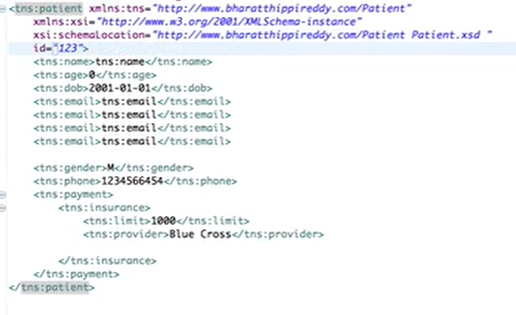 <tns:patient xmlns:tns="http://www.bharatthippireddy.com/Patient"
xmlns:xsi="http://www.w3.org/2001/XMLSchema-instance"
xsi:schemaLocation="http://www.bharatthippireddy.com/Patient Patient.xsd "
id="123">
<tns:name>tns:name</tns:name>
<tns:age>0</tns:age>
<tns:dob>2001-01-01</tns:dob>
<tns:email>tns:email</tns:email>
<tns:email>tns:email</tns:email>
<tns:email>tns:email</tns:email>
<tns:email>tns:email</tns:email>
<tns:gender>M</tns:gender>
<tns:phone>1234566454</tns:phone>
<tns:payment>
<tns:insurance>
<tns:limit>1000</tns:limit>
<tns:provider>Blue Cross</tns:provider>
</tns:insurance>
</tns:payment>
</tns:patient>